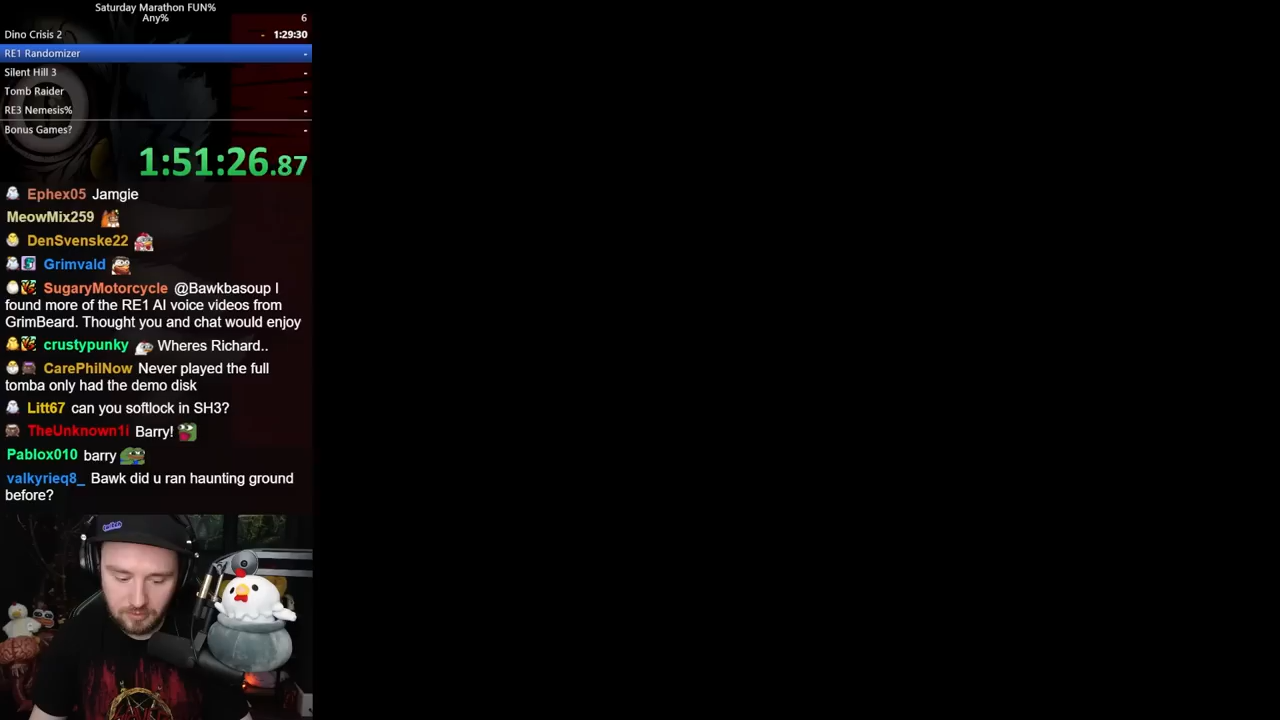 Saturday Marathon FUN%
Any%
6
Dino Crisis 2 - 1:29:30
RE1 Randomizer -
Silent Hill 3 -
Tomb Raider -
RE3 Nemesis% -
Bonus Games? -
1:51:26.87
Ephex05 Jamgie
MeowMix259
DenSvenske22
Grimvald
SugaryMotorcycle @Bawkbasoup I
found more of the RE1 AI voice videos from
GrimBeard. Thought you and chat would enjoy
crustypunky Wheres Richard..
CarePhilNow Never played the full
tomba only had the demo disk
Litt67 can you softlock in SH3?
TheUnknown1i Barry!
Pablox010 barry
valkyrieq8_ Bawk did u ran haunting ground
before?
twitch